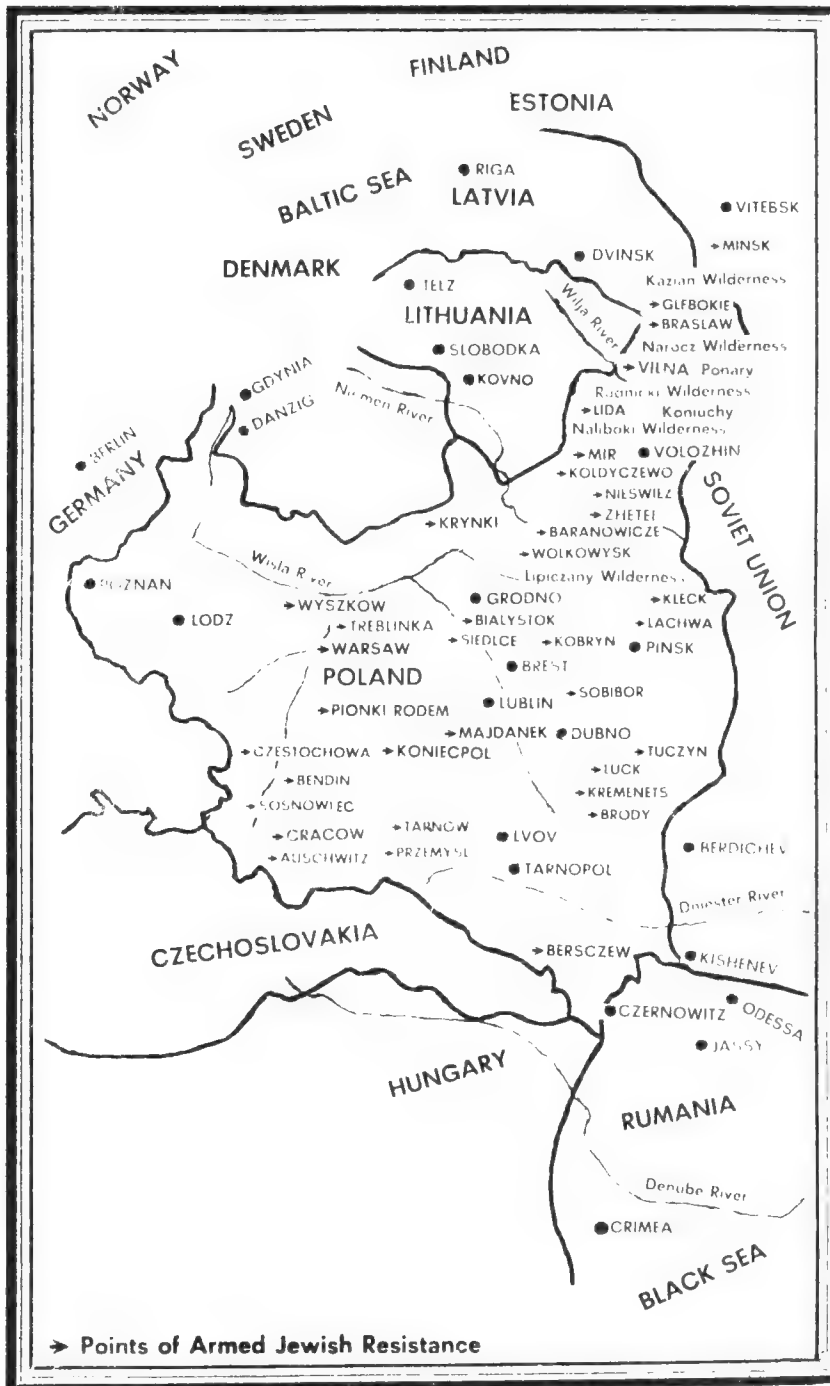 NORWAY
FINLAND
SWEDEN
ESTONIA
BALTIC SEA
RIGA
LATVIA
VITEBSK
MINSK
DENMARK
DVINSK
TELZ
Kazian Wilderness
Wilja River
GLEBOKIE
LITHUANIA
BRASLAW
SLOBODKA
Narocz Wilderness
GDYNIA
KOVNO
VILNA Ponary
Niemen River
Rudnicki Wilderness
DANZIG
LIDA Koniuchy
Naliboki Wilderness
BERLIN
GERMANY
MIR
VOLOZHIN
KOLDYCZEWO
SOVIET UNION
NIESWIEZ
ZHETEL
KRYNKI
BARANOWICZE
WOLKOWYSK
Wisla River
Lipiczany Wilderness
POZNAN
WYSZKOW
GRODNO
KLECK
LODZ
TREBLINKA
BIALYSTOK
LACHWA
WARSAW
SIEDLCE
KOBRYN
PINSK
POLAND
BREST
SOBIBOR
PIONKI RODEM
LUBLIN
MAJDANEK
DUBNO
CZESTOCHOWA
KONIECPOL
TUCZYN
LUCK
BENDIN
KREMENETS
SOSNOWIEC
BRODY
CRACOW
TARNOW
LVOV
BERDICHEV
AUSCHWITZ
PRZEMYSL
TARNOPOL
Dniester River
CZECHOSLOVAKIA
BERSCZEW
KISHENEV
CZERNOWITZ
ODESSA
JASSY
HUNGARY
RUMANIA
Denube River
CRIMEA
BLACK SEA
→ Points of Armed Jewish Resistance